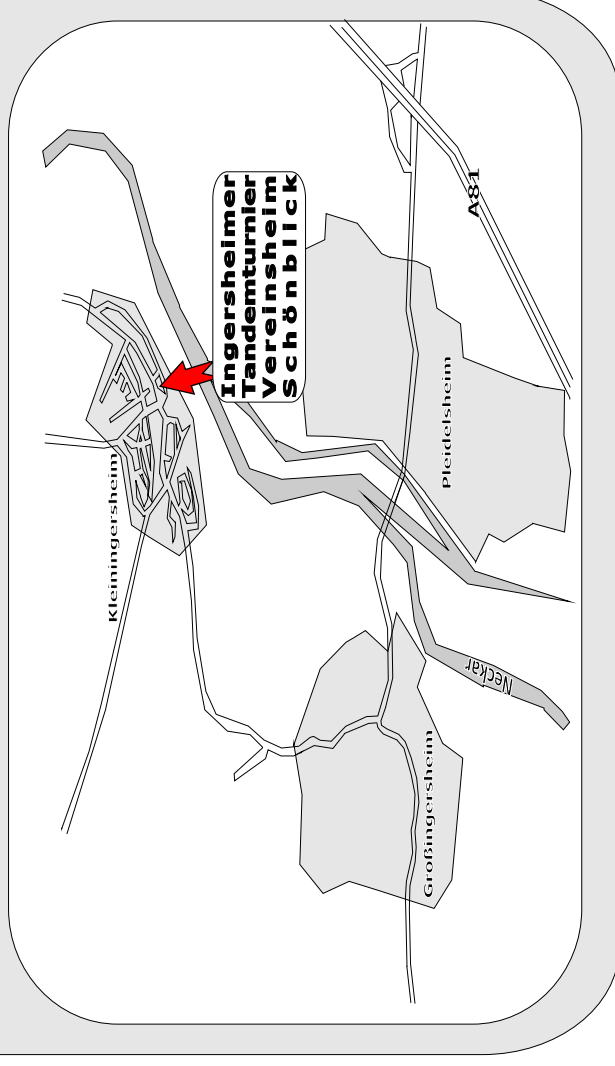 Ingersheimer
Tandemturnier
Vereinsheim
Schönblick
A81
Pleidelsheim
Kleiningersheim
Neckar
Großingersheim